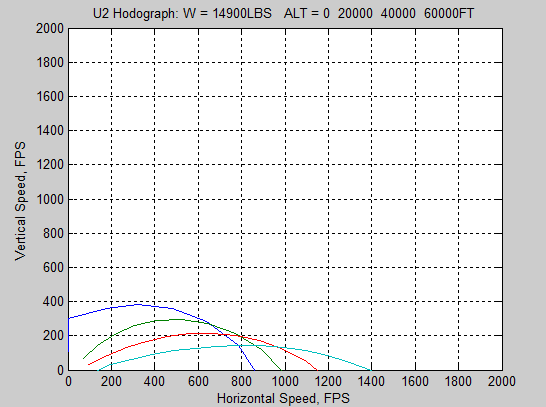 U2 Hodograph: W = 14900LBS   ALT = 0  20000  40000  60000FT
2000
1800
1600
1400
1200
1000
800
600
400
200
0
Vertical Speed, FPS
0 200 400 600 800 1000 1200 1400 1600 1800 2000
Horizontal Speed, FPS